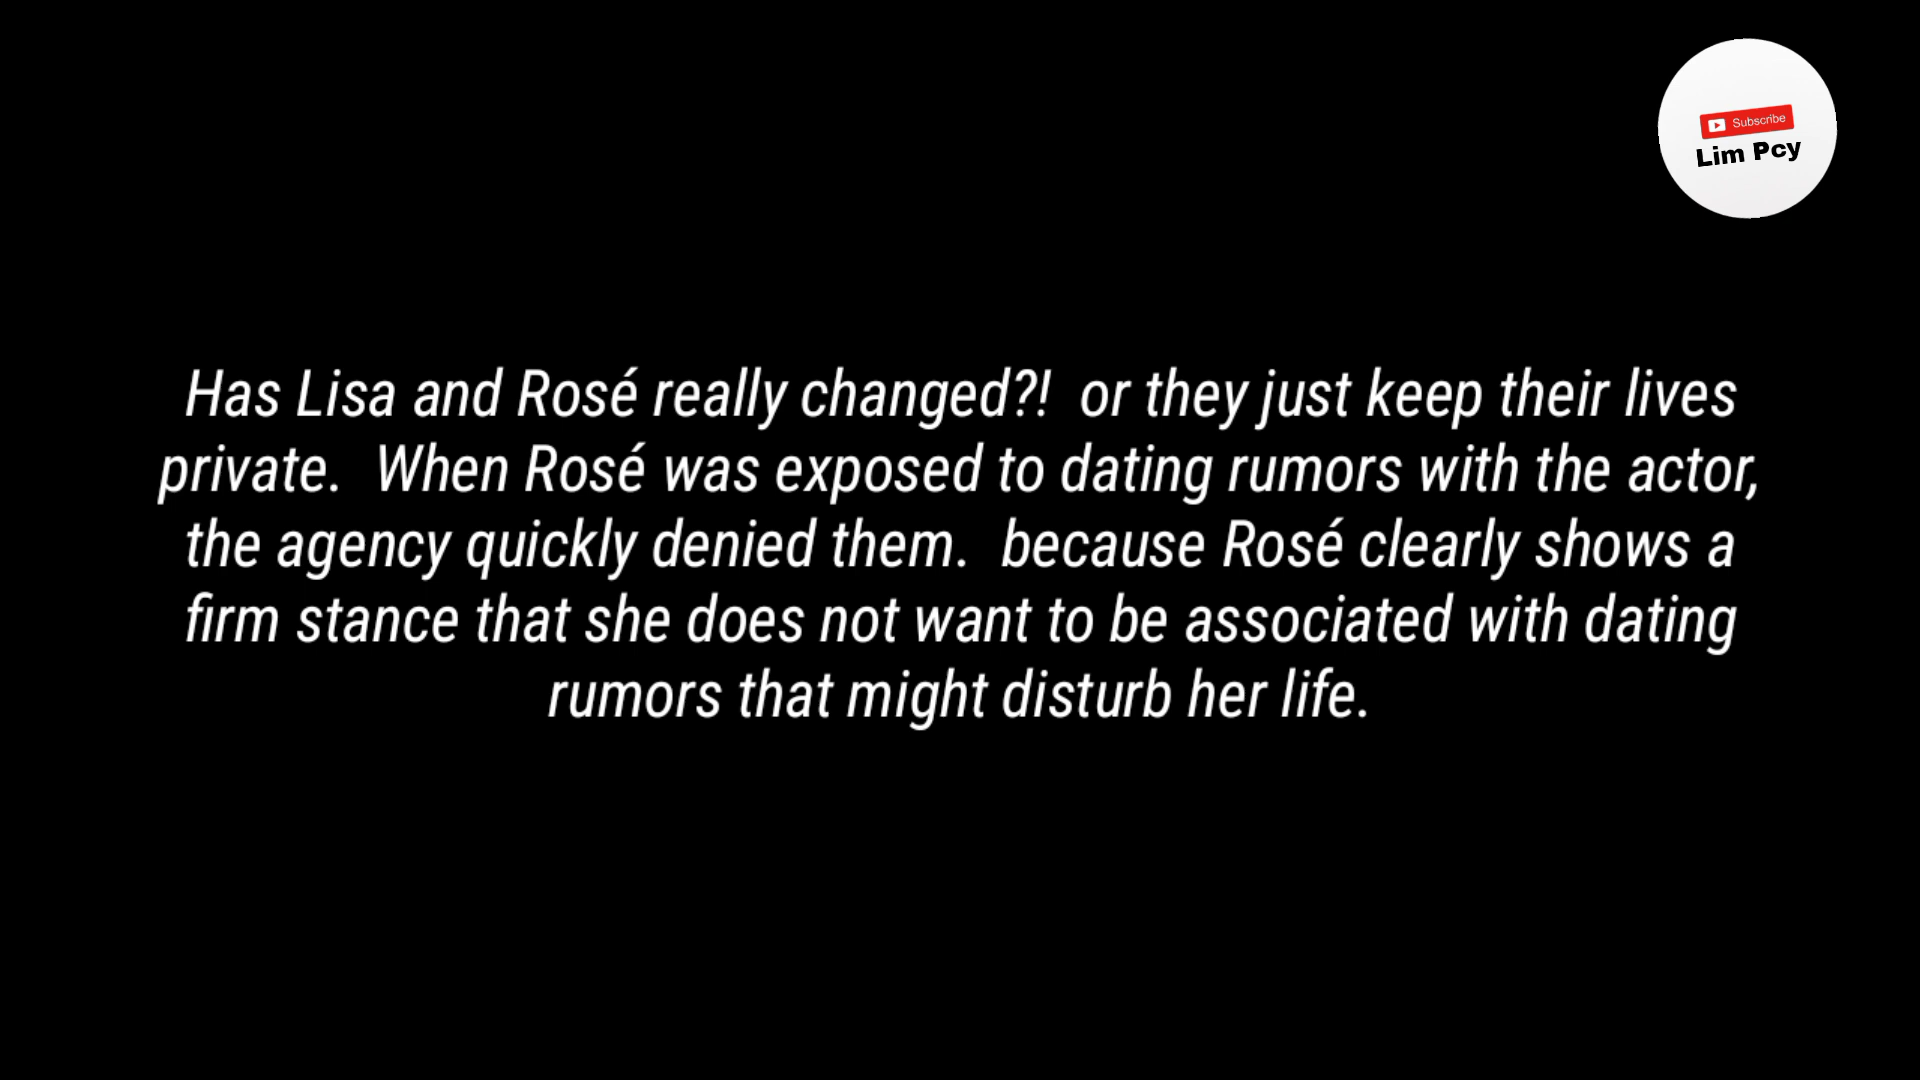 Subscribe
Lim Pcy
Has Lisa and Rosé really changed?! or they just keep their lives
private. When Rosé was exposed to dating rumors with the actor,
the agency quickly denied them. because Rosé clearly shows a
firm stance that she does not want to be associated with dating
rumors that might disturb her life.